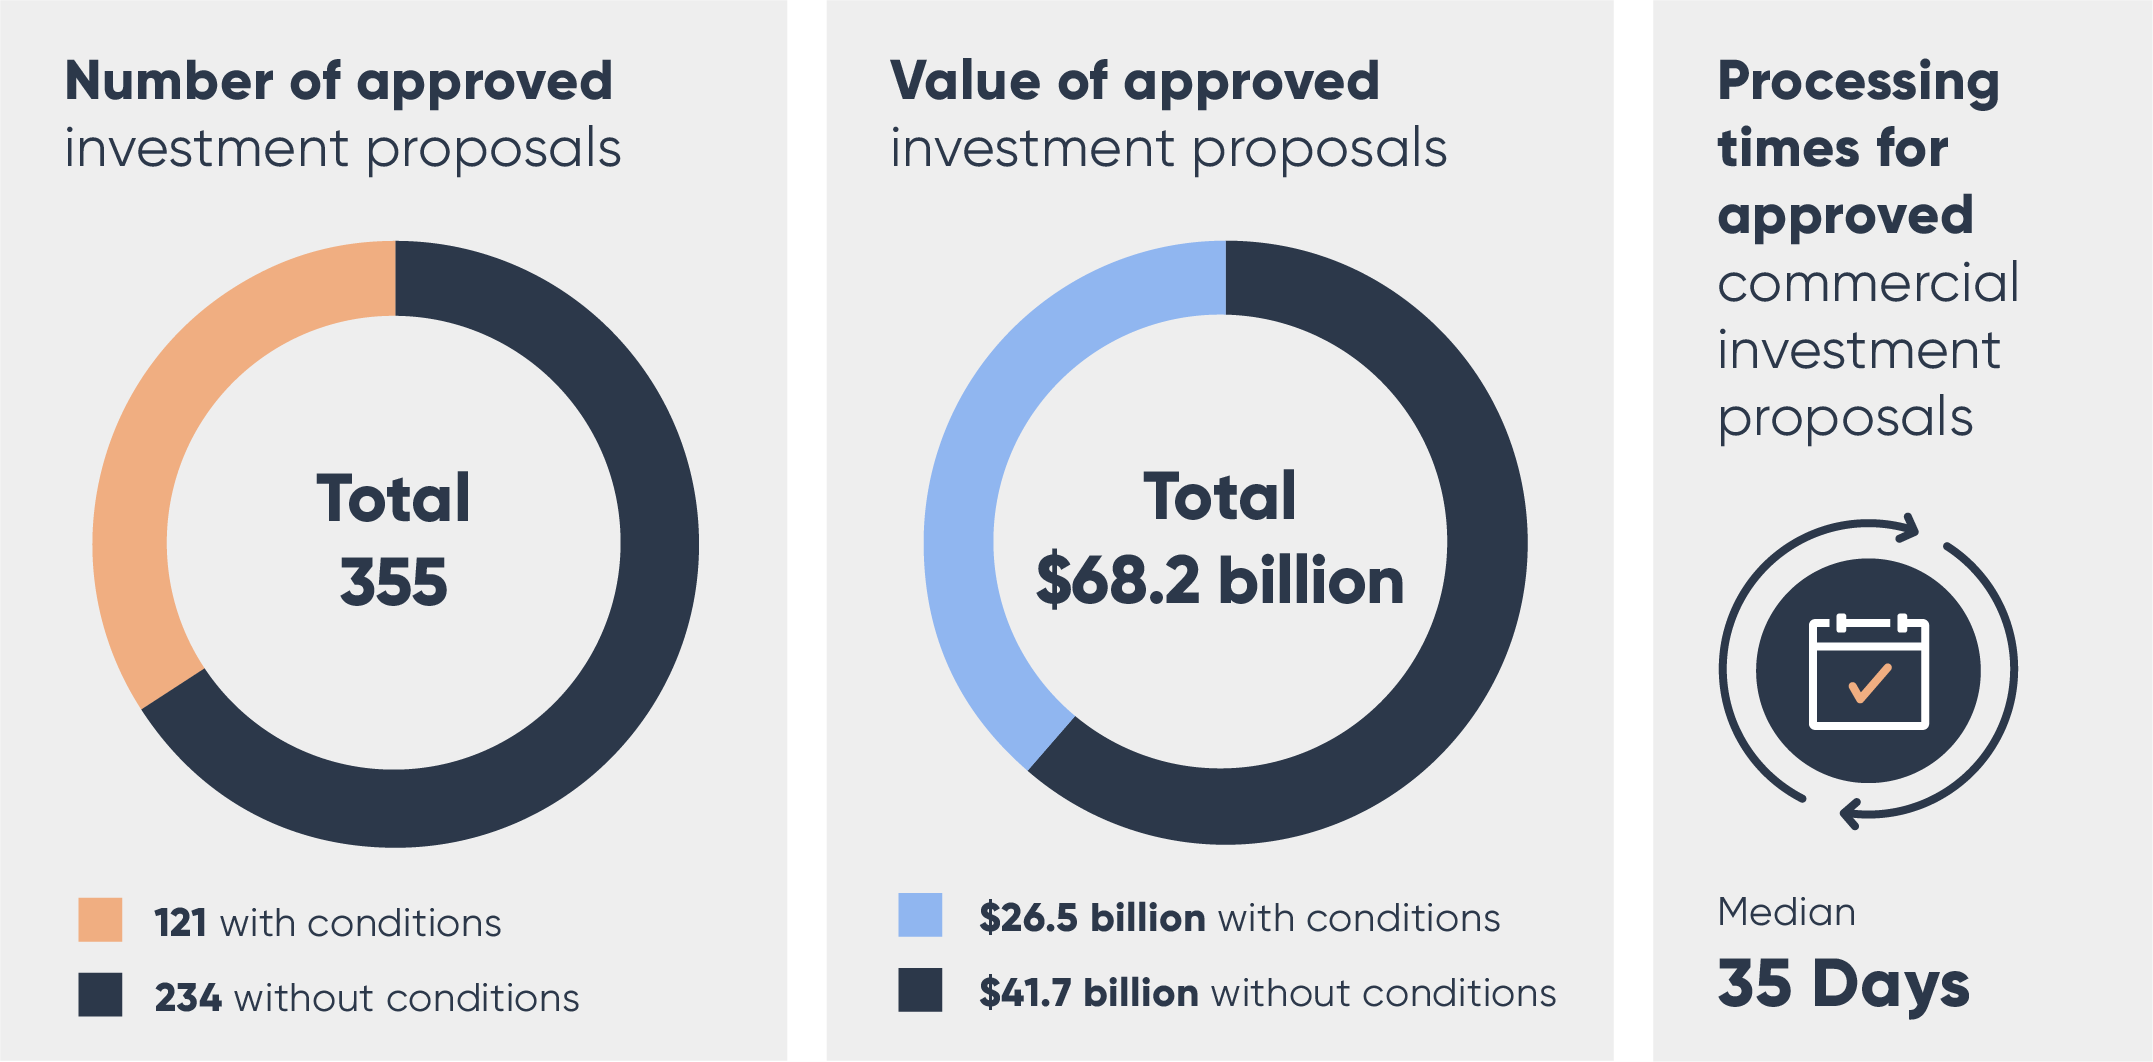 Number of approved
investment proposals
Total
355
121 with conditions
234 without conditions
Value of approved
investment proposals
Total
$68.2 billion
$26.5 billion with conditions
$41.7 billion without conditions
Processing
times for
approved
commercial
investment
proposals
Median
35 Days